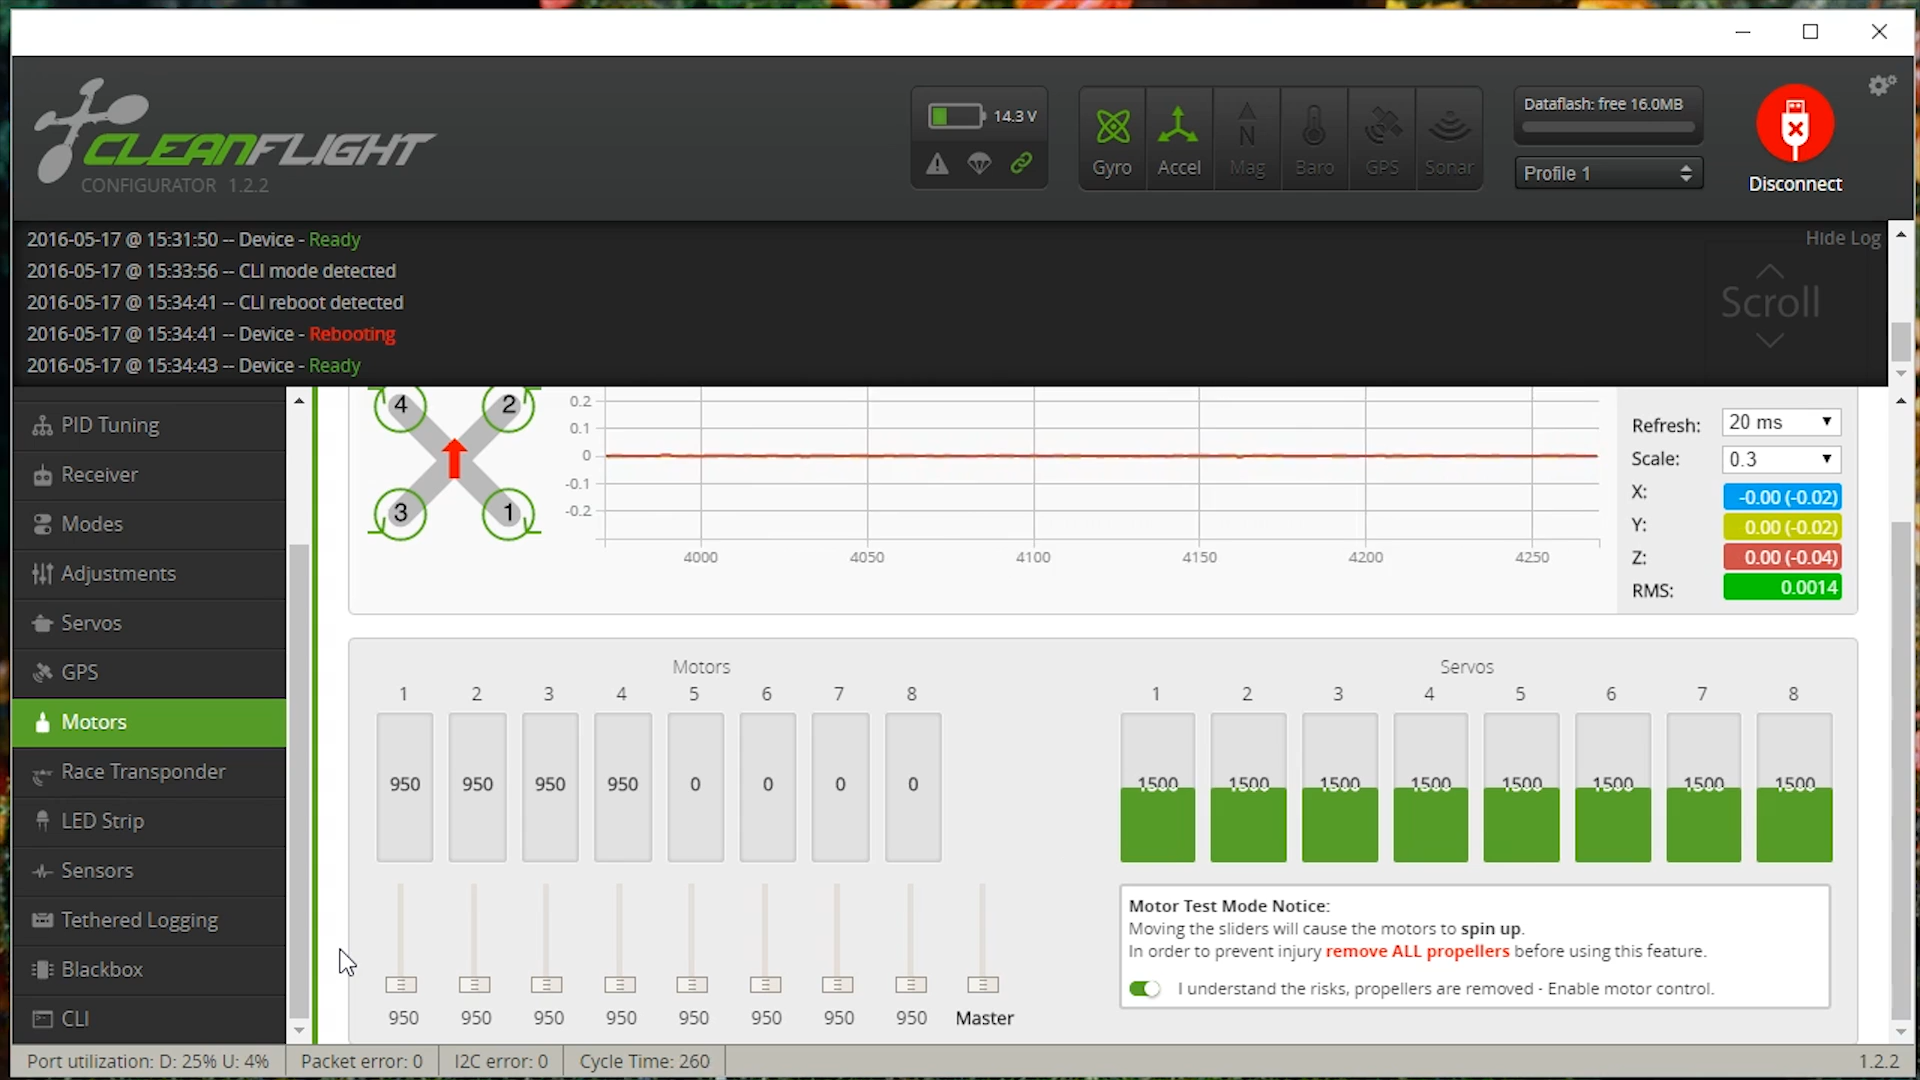 CLEANFLIGHT
CONFIGURATOR 1.2.2
14.3 V
Gyro
Accel
Mag
Baro
GPS
Sonar
Dataflash: free 16.0MB
Profile 1
Disconnect
2016-05-17 @ 15:31:50 -- Device - Ready
2016-05-17 @ 15:33:56 -- CLI mode detected
2016-05-17 @ 15:34:41 -- CLI reboot detected
2016-05-17 @ 15:34:41 -- Device - Rebooting
2016-05-17 @ 15:34:43 -- Device - Ready
Hide Log
Scroll
PID Tuning
Receiver
Modes
Adjustments
Servos
GPS
Motors
Race Transponder
LED Strip
Sensors
Tethered Logging
Blackbox
CLI
4 2
3 1
0.2
0.1
0
-0.1
-0.2
4000 4050 4100 4150 4200 4250
Refresh: 20 ms
Scale: 0.3
X: -0.00 (-0.02)
Y: 0.00 (-0.02)
Z: 0.00 (-0.04)
RMS: 0.0014
Motors
1 2 3 4 5 6 7 8
950 950 950 950 0 0 0 0
950 950 950 950 950 950 950 950 Master
Servos
1 2 3 4 5 6 7 8
1500 1500 1500 1500 1500 1500 1500 1500
Motor Test Mode Notice:
Moving the sliders will cause the motors to spin up.
In order to prevent injury remove ALL propellers before using this feature.
I understand the risks, propellers are removed - Enable motor control.
Port utilization: D: 25% U: 4%
Packet error: 0
I2C error: 0
Cycle Time: 260
1.2.2